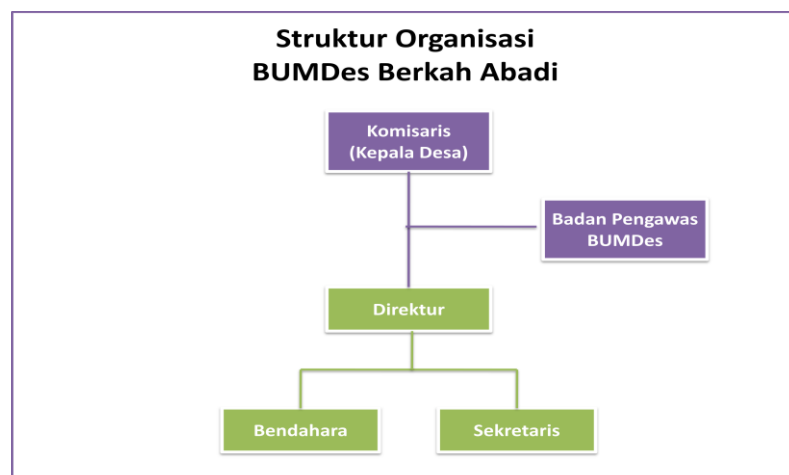 Struktur Organisasi
BUMDes Berkah Abadi
Komisaris
(Kepala Desa)
Badan Pengawas
BUMDes
Direktur
Bendahara
Sekretaris